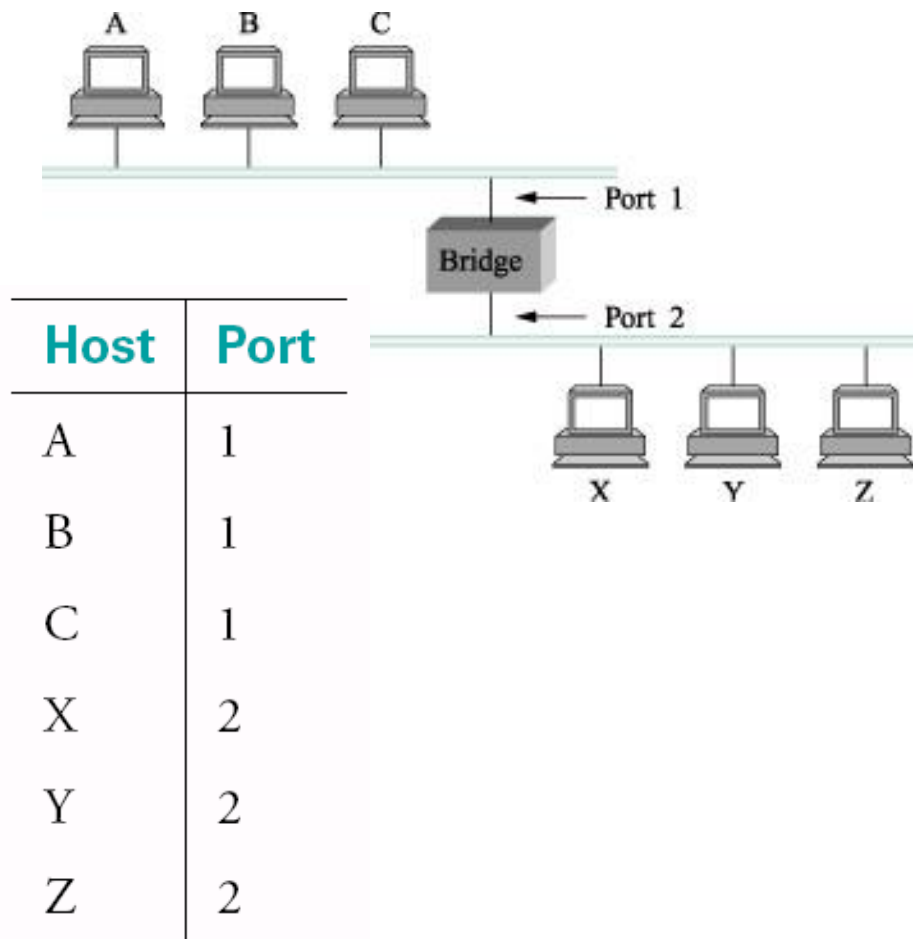 A B C
Port 1
Bridge
Port 2
X Y Z
Host Port
A 1
B 1
C 1
X 2
Y 2
Z 2